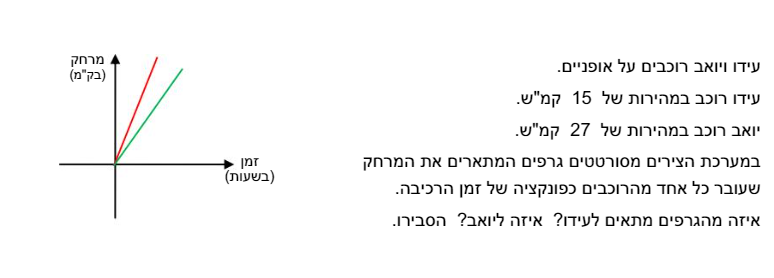 עידו ויואב רוכבים על אופניים.
עידו רוכב במהירות של 15 קמ"ש.
יואב רוכב במהירות של 27 קמ"ש.
במערכת הצירים מסורטטים גרפים המתארים את המרחק
שעובר כל אחד מהרוכבים כפונקציה של זמן הרכיבה.
איזה מהגרפים מתאים לעידו? איזה ליואב? הסבירו.
מרחק
(בק"מ)
זמן
(בשעות)